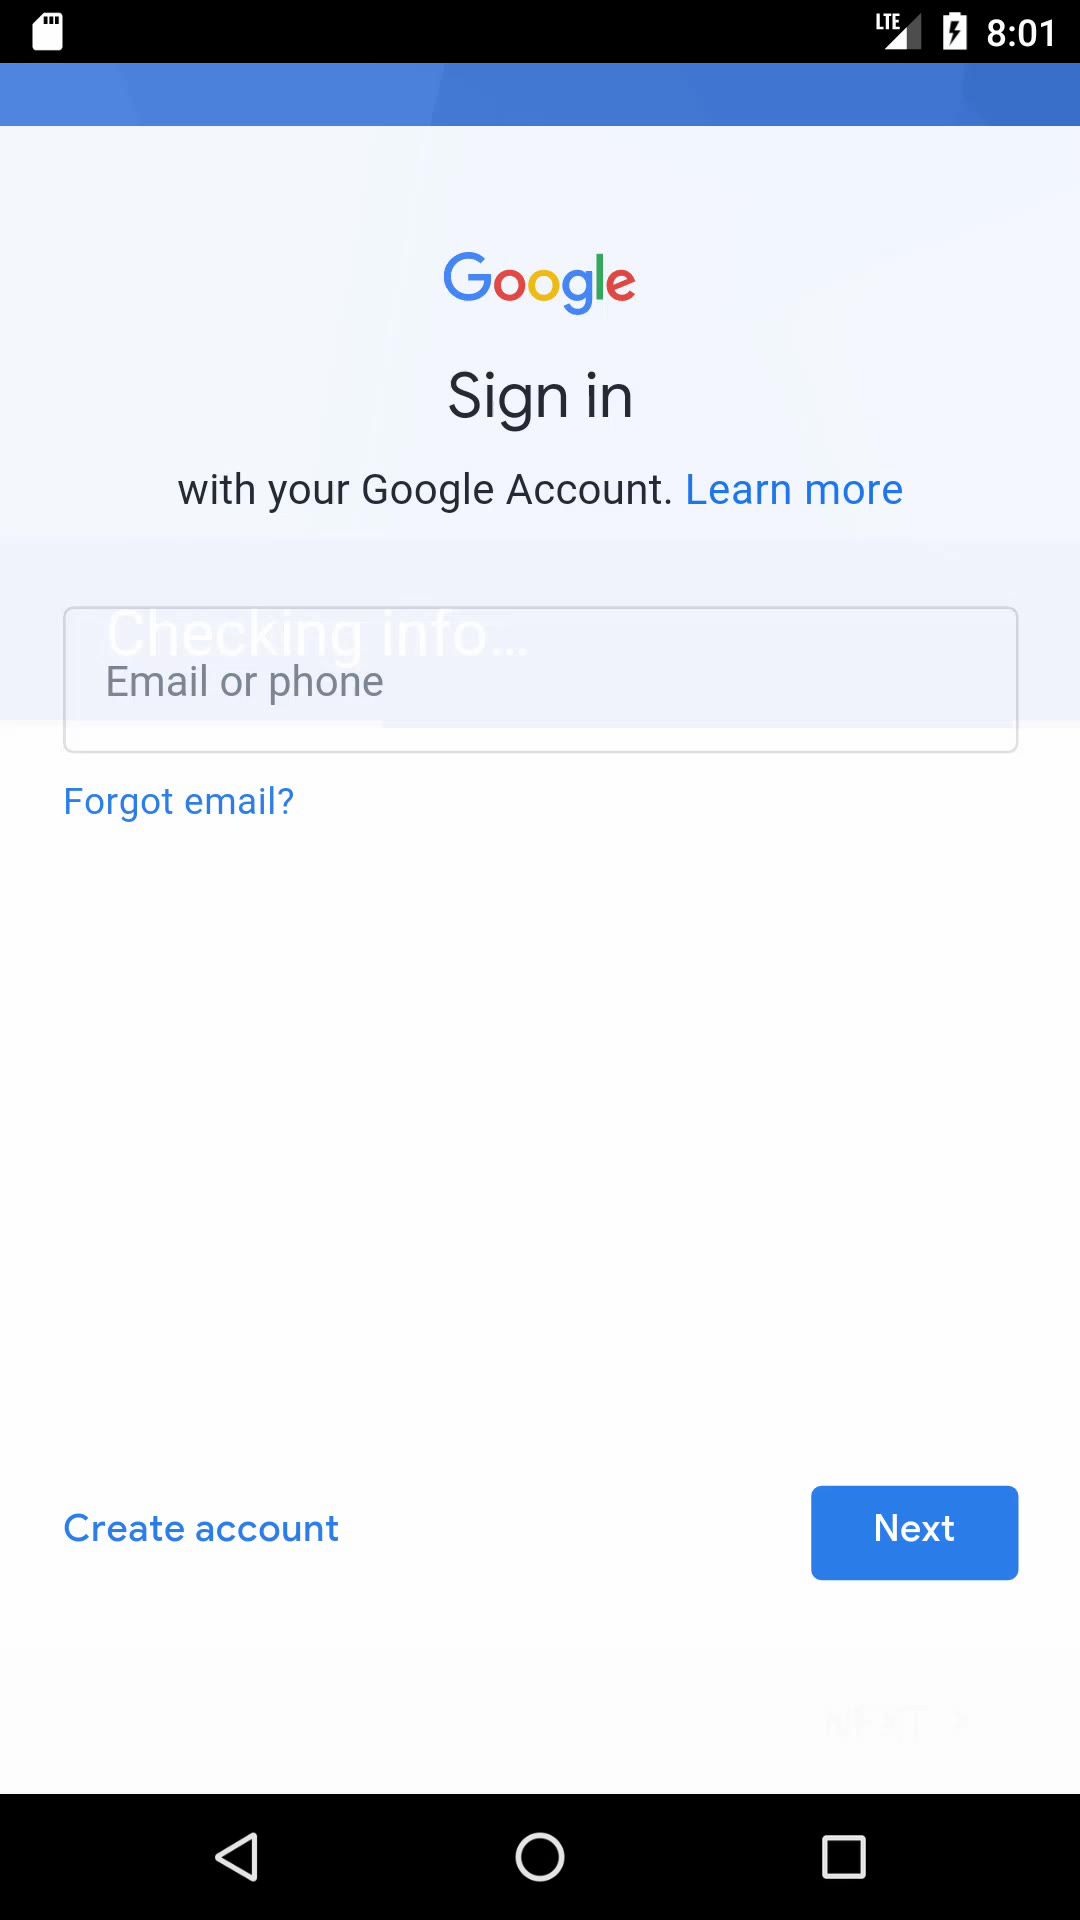 LTE 8:01
Google
Sign in
with your Google Account. Learn more
Checking info...
Email or phone
Forgot email?
Create account Next
NEXT >